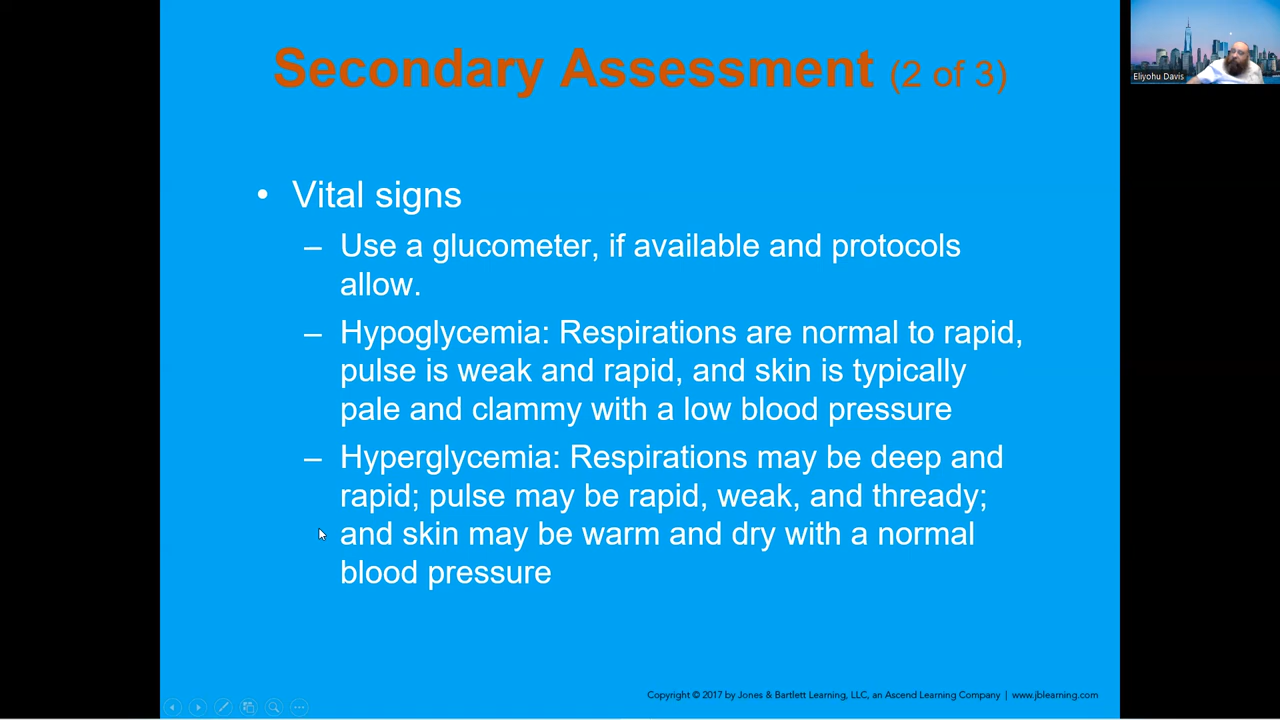 Secondary Assessment (2 of 3)
Eliyohu Davis
• Vital signs
– Use a glucometer, if available and protocols
allow.
– Hypoglycemia: Respirations are normal to rapid,
pulse is weak and rapid, and skin is typically
pale and clammy with a low blood pressure
– Hyperglycemia: Respirations may be deep and
rapid; pulse may be rapid, weak, and thready;
and skin may be warm and dry with a normal
blood pressure
Copyright © 2017 by Jones & Bartlett Learning, LLC, an Ascend Learning Company | www.jblearning.com